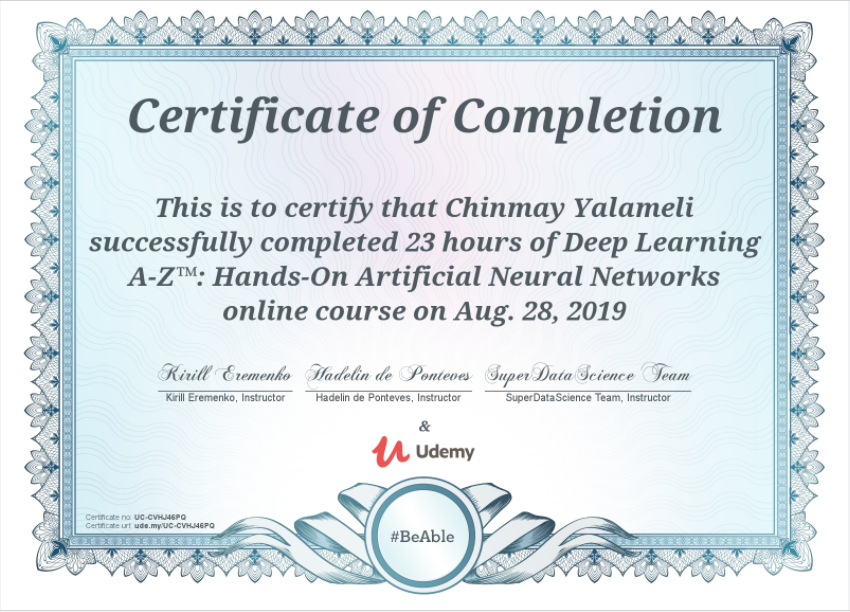 Certificate of Completion
This is to certify that Chinmay Yalameli
successfully completed 23 hours of Deep Learning
A-Z™: Hands-On Artificial Neural Networks
online course on Aug. 28, 2019
Kirill Eremenko Hadelin de Ponteves SuperDataScience Team
Kirill Eremenko, Instructor Hadelin de Ponteves, Instructor SuperDataScience Team, Instructor
&
Udemy
Certificate no: UC-CVHJ46PQ
Certificate url: ude.my/UC-CVHJ46PQ
#BeAble